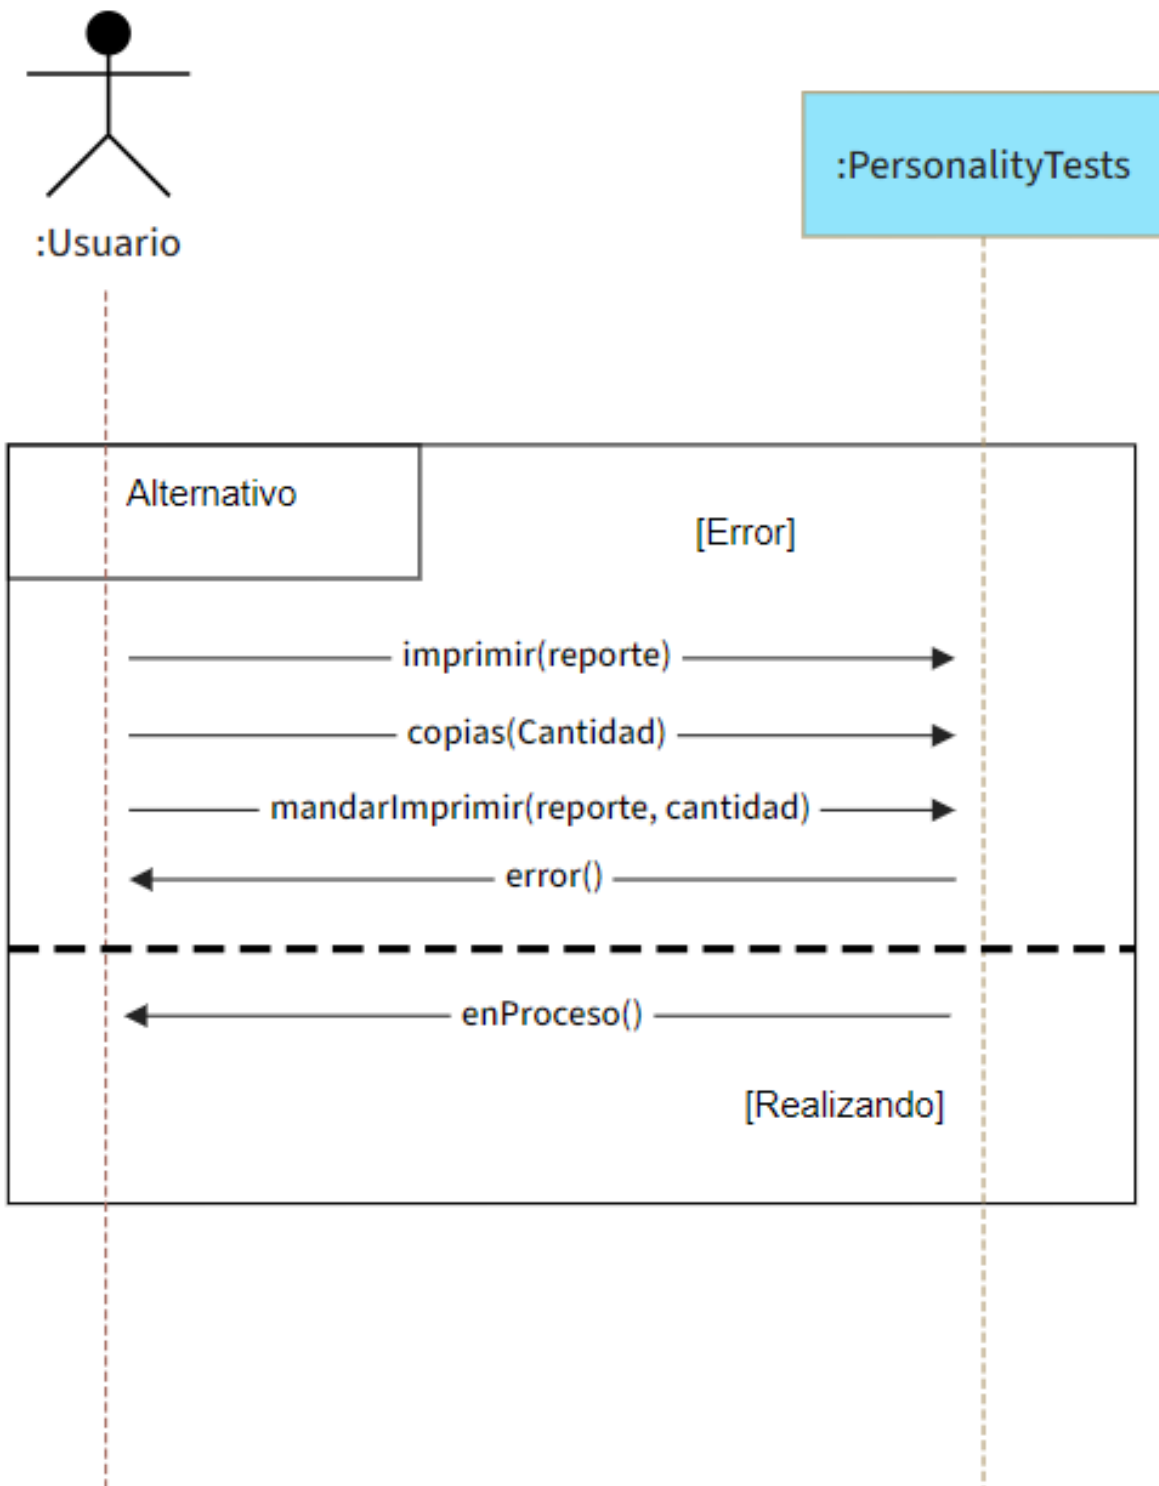 :Usuario
:PersonalityTests
Alternativo
[Error]
imprimir(reporte)
copias(Cantidad)
mandarImprimir(reporte, cantidad)
error()
enProceso()
[Realizando]